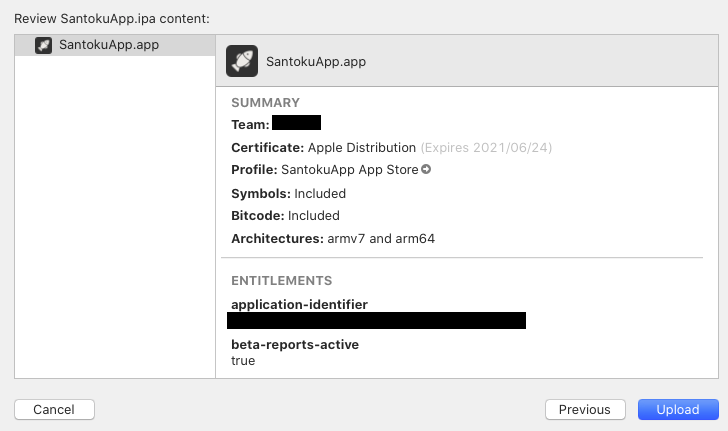 Review SantokuApp.ipa content:
SantokuApp.app
SantokuApp.app
SUMMARY
Team:
Certificate: Apple Distribution (Expires 2021/06/24)
Profile: SantokuApp App Store
Symbols: Included
Bitcode: Included
Architectures: armv7 and arm64
ENTITLEMENTS
application-identifier
beta-reports-active
true
Cancel
Previous
Upload